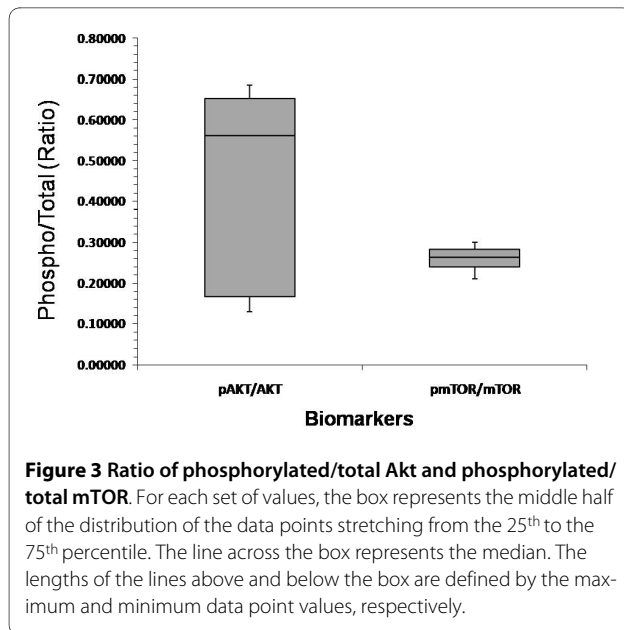 0.80000
0.70000
0.60000
0.50000
0.40000
0.30000
0.20000
0.10000
0.00000
Phospho/Total (Ratio)
pAKT/AKT pmTOR/mTOR
Biomarkers
Figure 3 Ratio of phosphorylated/total Akt and phosphorylated/
total mTOR. For each set of values, the box represents the middle half
of the distribution of the data points stretching from the 25th to the
75th percentile. The line across the box represents the median. The
lengths of the lines above and below the box are defined by the max-
imum and minimum data point values, respectively.